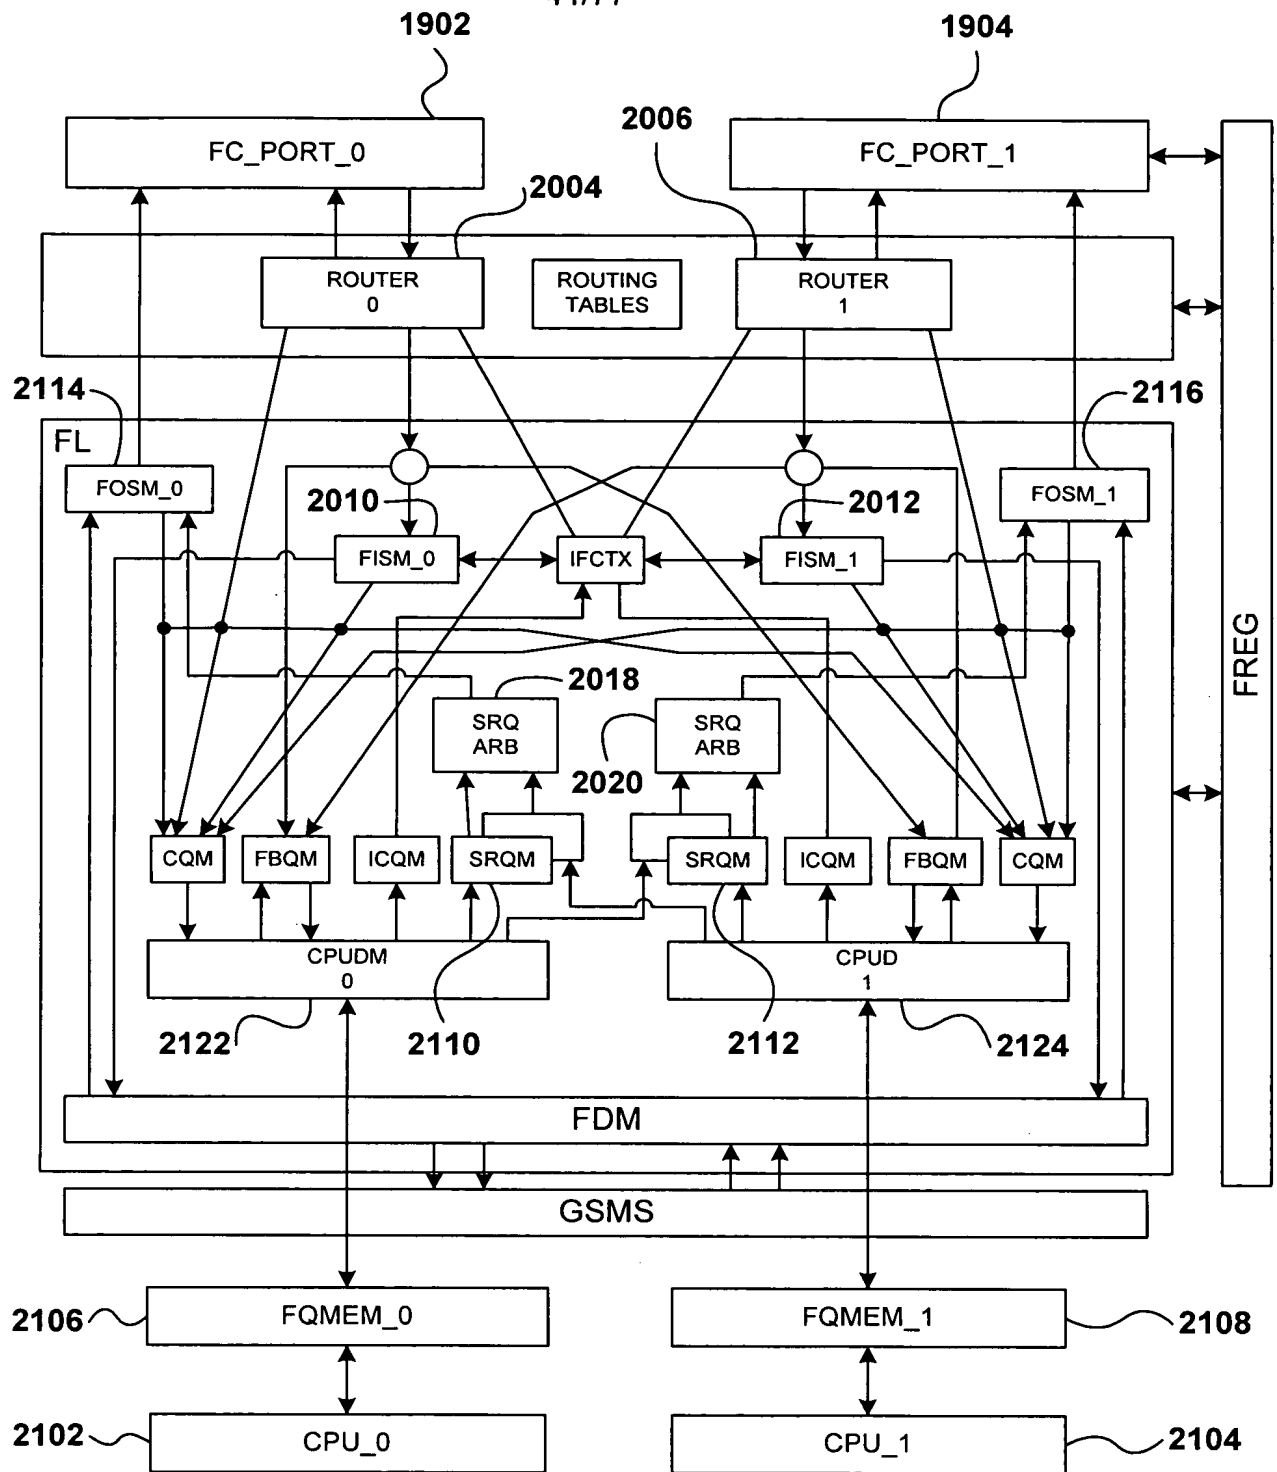 1902
1904
FC_PORT_0
2006
FC_PORT_1
2004
ROUTER
0
ROUTING
TABLES
ROUTER
1
2114
2116
FL
FOSM_0
2010
2012
FOSM_1
FISM_0
IFCTX
FISM_1
FREG
2018
SRQ
ARB
SRQ
ARB
2020
CQM
FBQM
ICQM
SRQM
SRQM
ICQM
FBQM
CQM
CPUDM
0
CPUD
1
2122
2110
2112
2124
FDM
GSMS
2106
FQMEM_0
FQMEM_1
2108
2102
CPU_0
CPU_1
2104